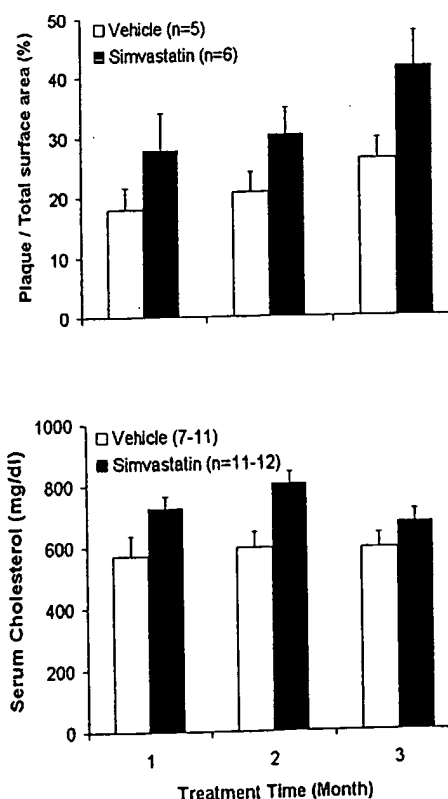 Plaque / Total surface area (%)
50
40
30
20
10
0
Vehicle (n=5)
Simvastatin (n=6)
Serum Cholesterol (mg/dl)
1000
800
600
400
200
0
Vehicle (7-11)
Simvastatin (n=11-12)
1 2 3
Treatment Time (Month)